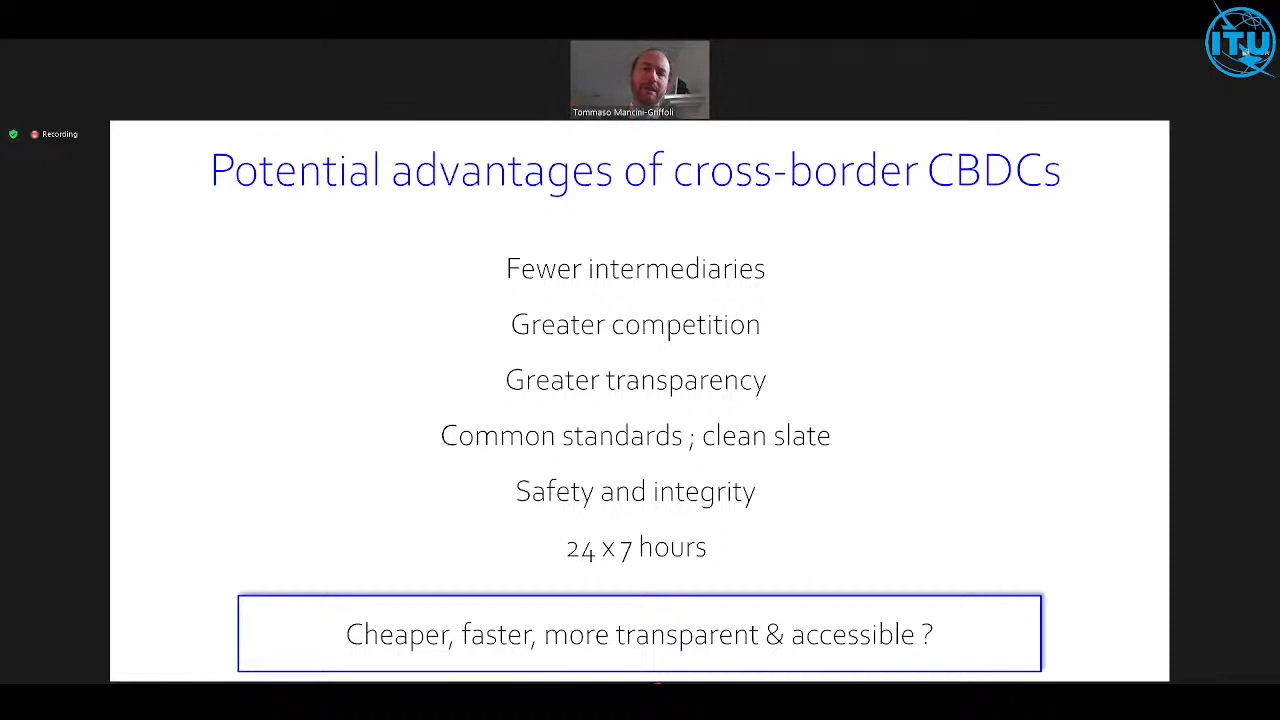 ITU
Tommaso Mancini-Griffoli
Recording
Potential advantages of cross-border CBDCs
Fewer intermediaries
Greater competition
Greater transparency
Common standards ; clean slate
Safety and integrity
24 x 7 hours
Cheaper, faster, more transparent & accessible ?